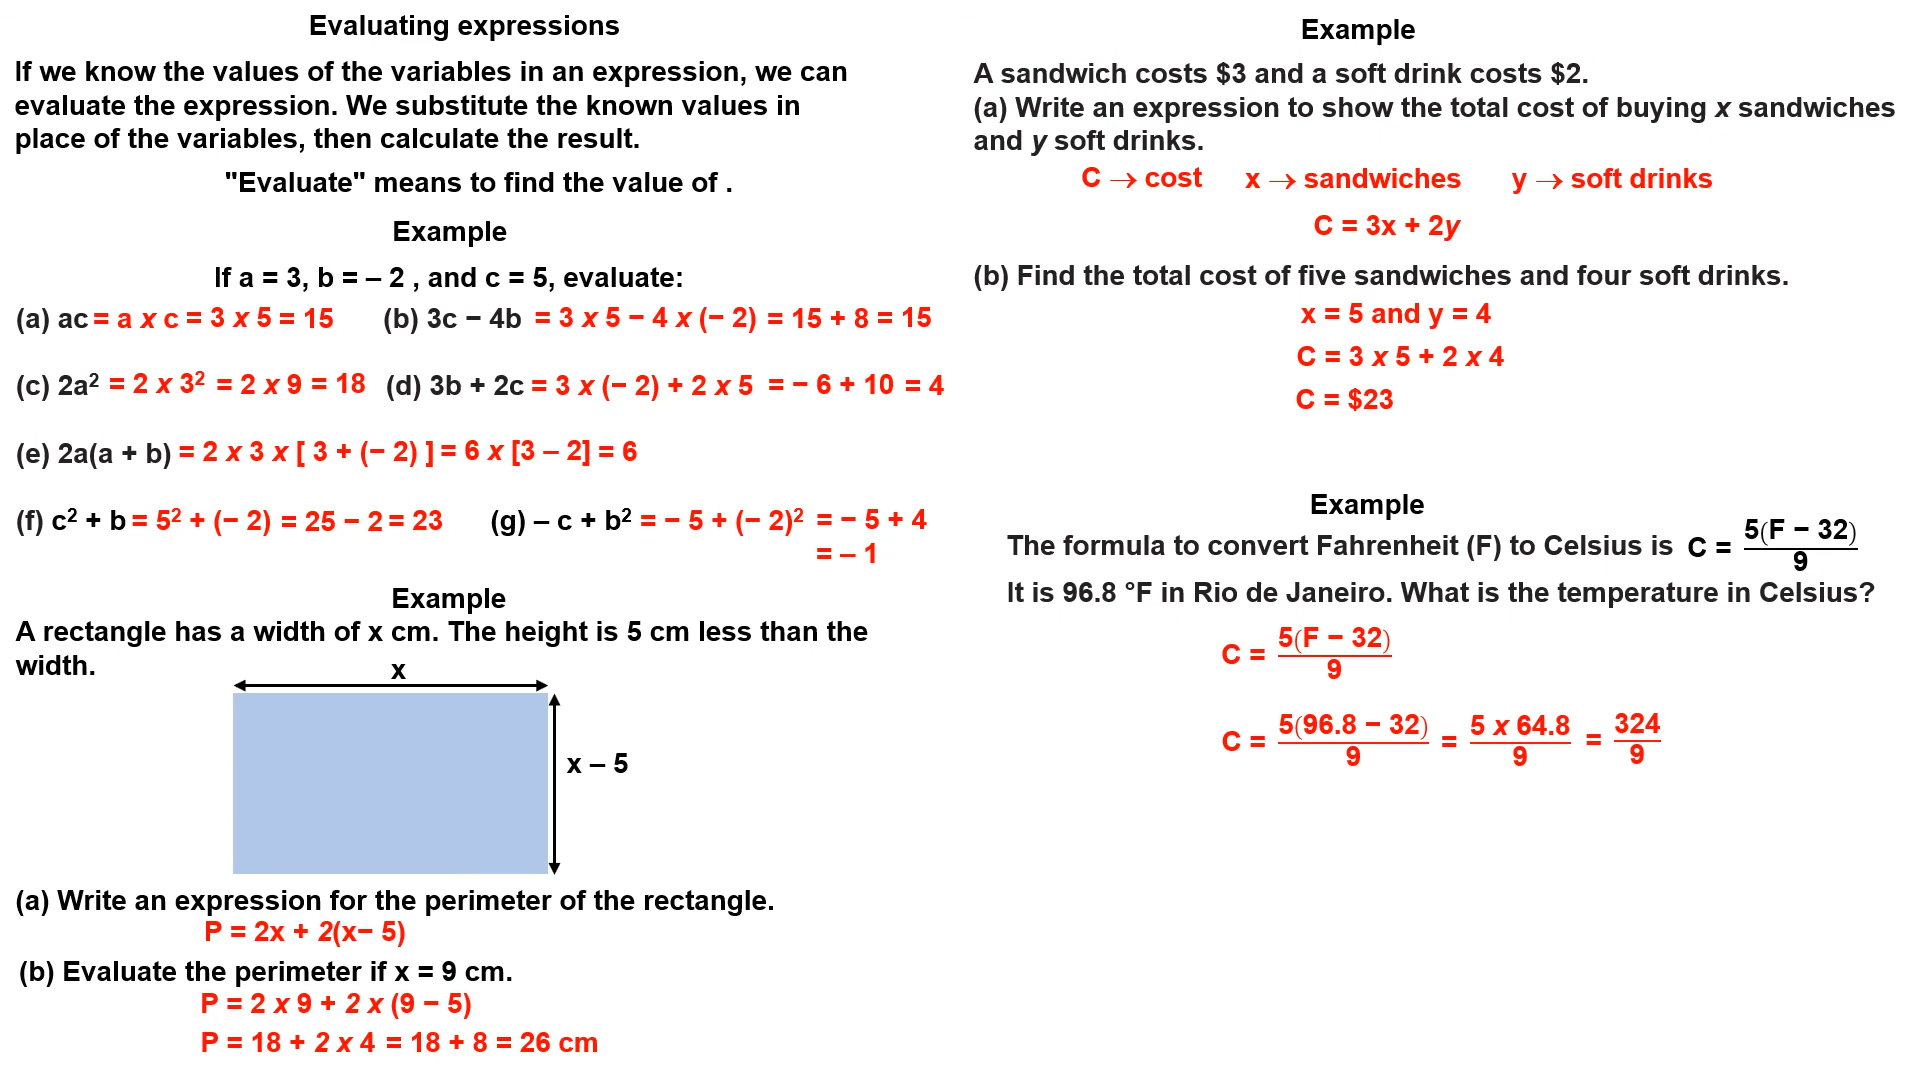 Evaluating expressions
If we know the values of the variables in an expression, we can
evaluate the expression. We substitute the known values in
place of the variables, then calculate the result.
"Evaluate" means to find the value of .
Example
If a = 3, b = – 2 , and c = 5, evaluate:
(a) ac = a x c = 3 x 5 = 15 (b) 3c − 4b = 3 x 5 − 4 x (− 2) = 15 + 8 = 15
(c) 2a² = 2 x 3² = 2 x 9 = 18 (d) 3b + 2c = 3 x (− 2) + 2 x 5 = − 6 + 10 = 4
(e) 2a(a + b) = 2 x 3 x [ 3 + (− 2) ] = 6 x [3 – 2] = 6
(f) c² + b = 5² + (− 2) = 25 − 2 = 23 (g) – c + b² = − 5 + (− 2)² = − 5 + 4
= – 1
Example
A rectangle has a width of x cm. The height is 5 cm less than the
width.
x
x – 5
(a) Write an expression for the perimeter of the rectangle.
P = 2x + 2(x− 5)
(b) Evaluate the perimeter if x = 9 cm.
P = 2 x 9 + 2 x (9 − 5)
P = 18 + 2 x 4 = 18 + 8 = 26 cm
Example
A sandwich costs $3 and a soft drink costs $2.
(a) Write an expression to show the total cost of buying x sandwiches
and y soft drinks.
C → cost x → sandwiches y → soft drinks
C = 3x + 2y
(b) Find the total cost of five sandwiches and four soft drinks.
x = 5 and y = 4
C = 3 x 5 + 2 x 4
C = $23
Example
The formula to convert Fahrenheit (F) to Celsius is C = 5(F − 32)/9
It is 96.8 °F in Rio de Janeiro. What is the temperature in Celsius?
C = 5(F − 32)/9
C = 5(96.8 − 32)/9 = 5 x 64.8/9 = 324/9